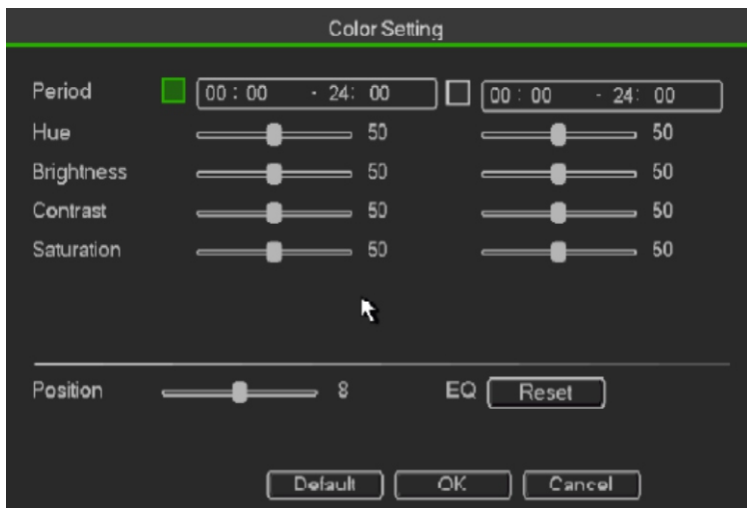 Color Setting
Period 00 : 00 - 24 : 00 00 : 00 - 24 : 00
Hue 50 50
Brightness 50 50
Contrast 50 50
Saturation 50 50
Position 8 EQ Reset
Default OK Cancel